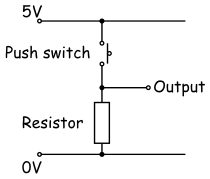 5V
Push switch
Output
Resistor
0V